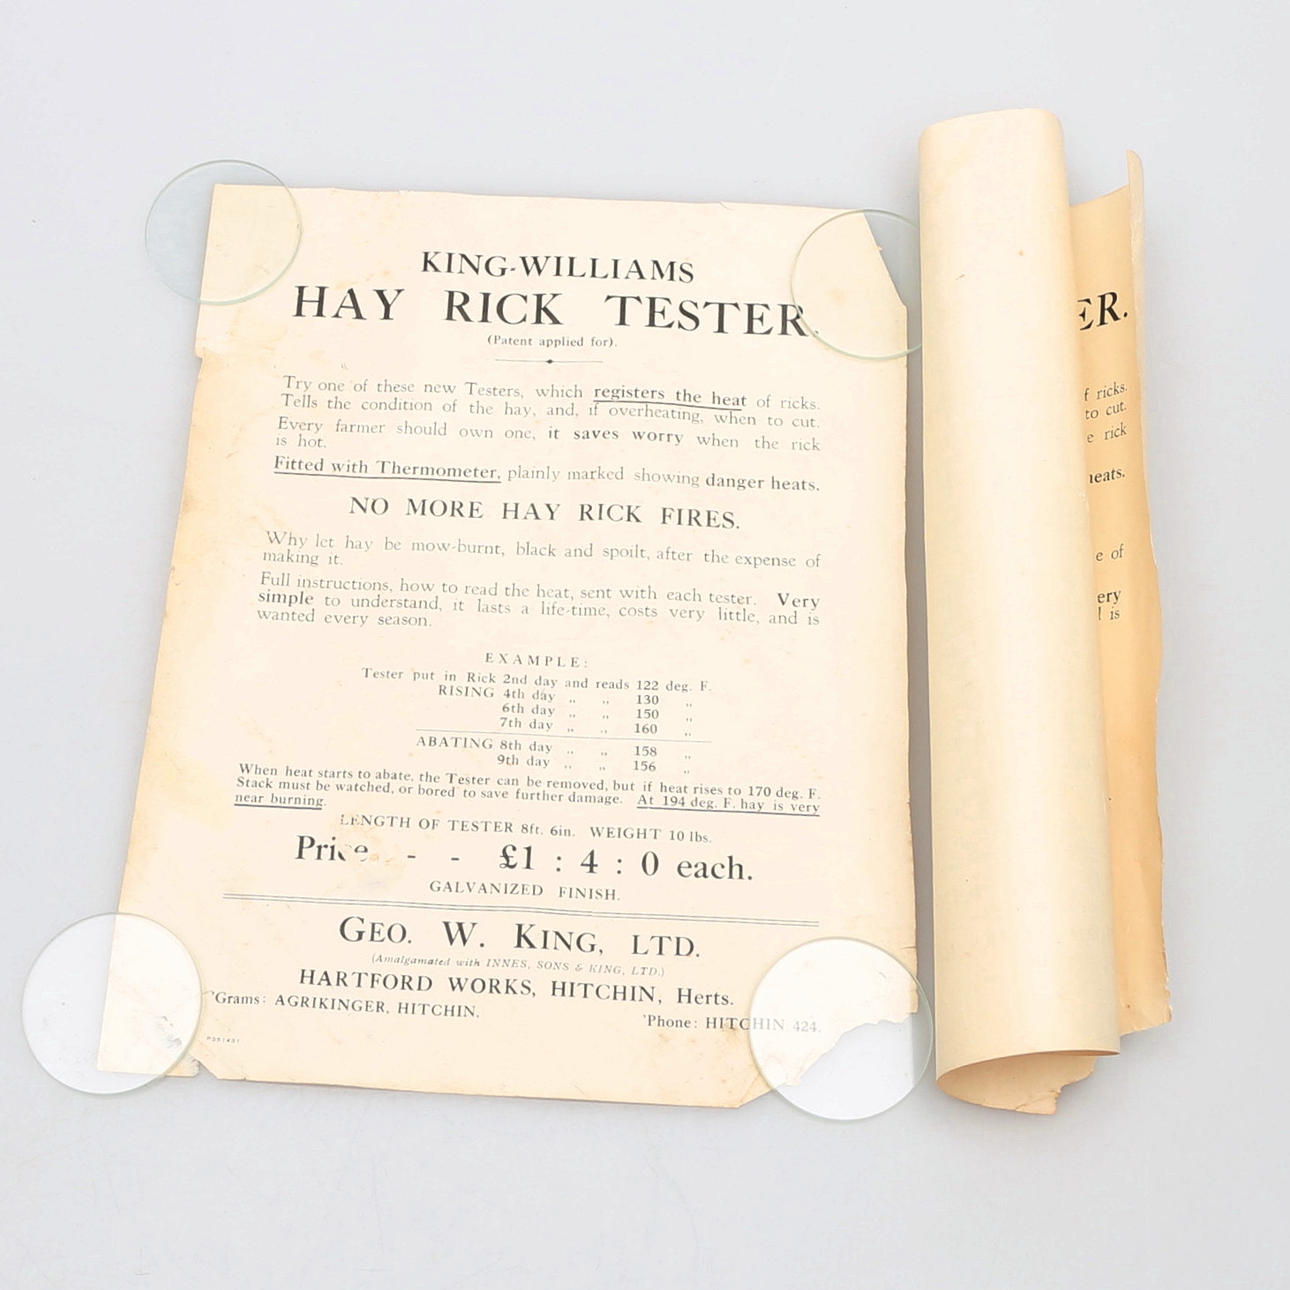 KING-WILLIAMS
HAY RICK TESTER.
(Patent applied for).
Try one of these new Testers, which registers the heat of ricks.
Tells the condition of the hay, and, if overheating, when to cut.
Every farmer should own one, it saves worry when the rick
is hot.
Fitted with Thermometer, plainly marked showing danger heats.
NO MORE HAY RICK FIRES.
Why let hay be mow-burnt, black and spoilt, after the expense of
making it.
Full instructions, how to read the heat, sent with each tester. Very
simple to understand, it lasts a life-time, costs very little, and is
wanted every season.
EXAMPLE:
Tester put in Rick 2nd day and reads 122 deg. F.
RISING 4th day „ „ 130 „
6th day „ „ 150 „
7th day „ „ 160 „
ABATING 8th day „ „ 158 „
9th day „ „ 156 „
When heat starts to abate, the Tester can be removed, but if heat rises to 170 deg. F.
Stack must be watched, or bored to save further damage. At 194 deg. F. hay is very
near burning.
LENGTH OF TESTER 8ft. 6in. WEIGHT 10 lbs.
Price - - £1 : 4 : 0 each.
GALVANIZED FINISH.
GEO. W. KING, LTD.
(Amalgamated with INNES, SONS & KING, LTD.)
HARTFORD WORKS, HITCHIN, Herts.
'Grams: AGRIKINGER, HITCHIN.
'Phone: HITCHIN 424.
ER.
f ricks.
to cut.
e rick
heats.
e of
ery
is